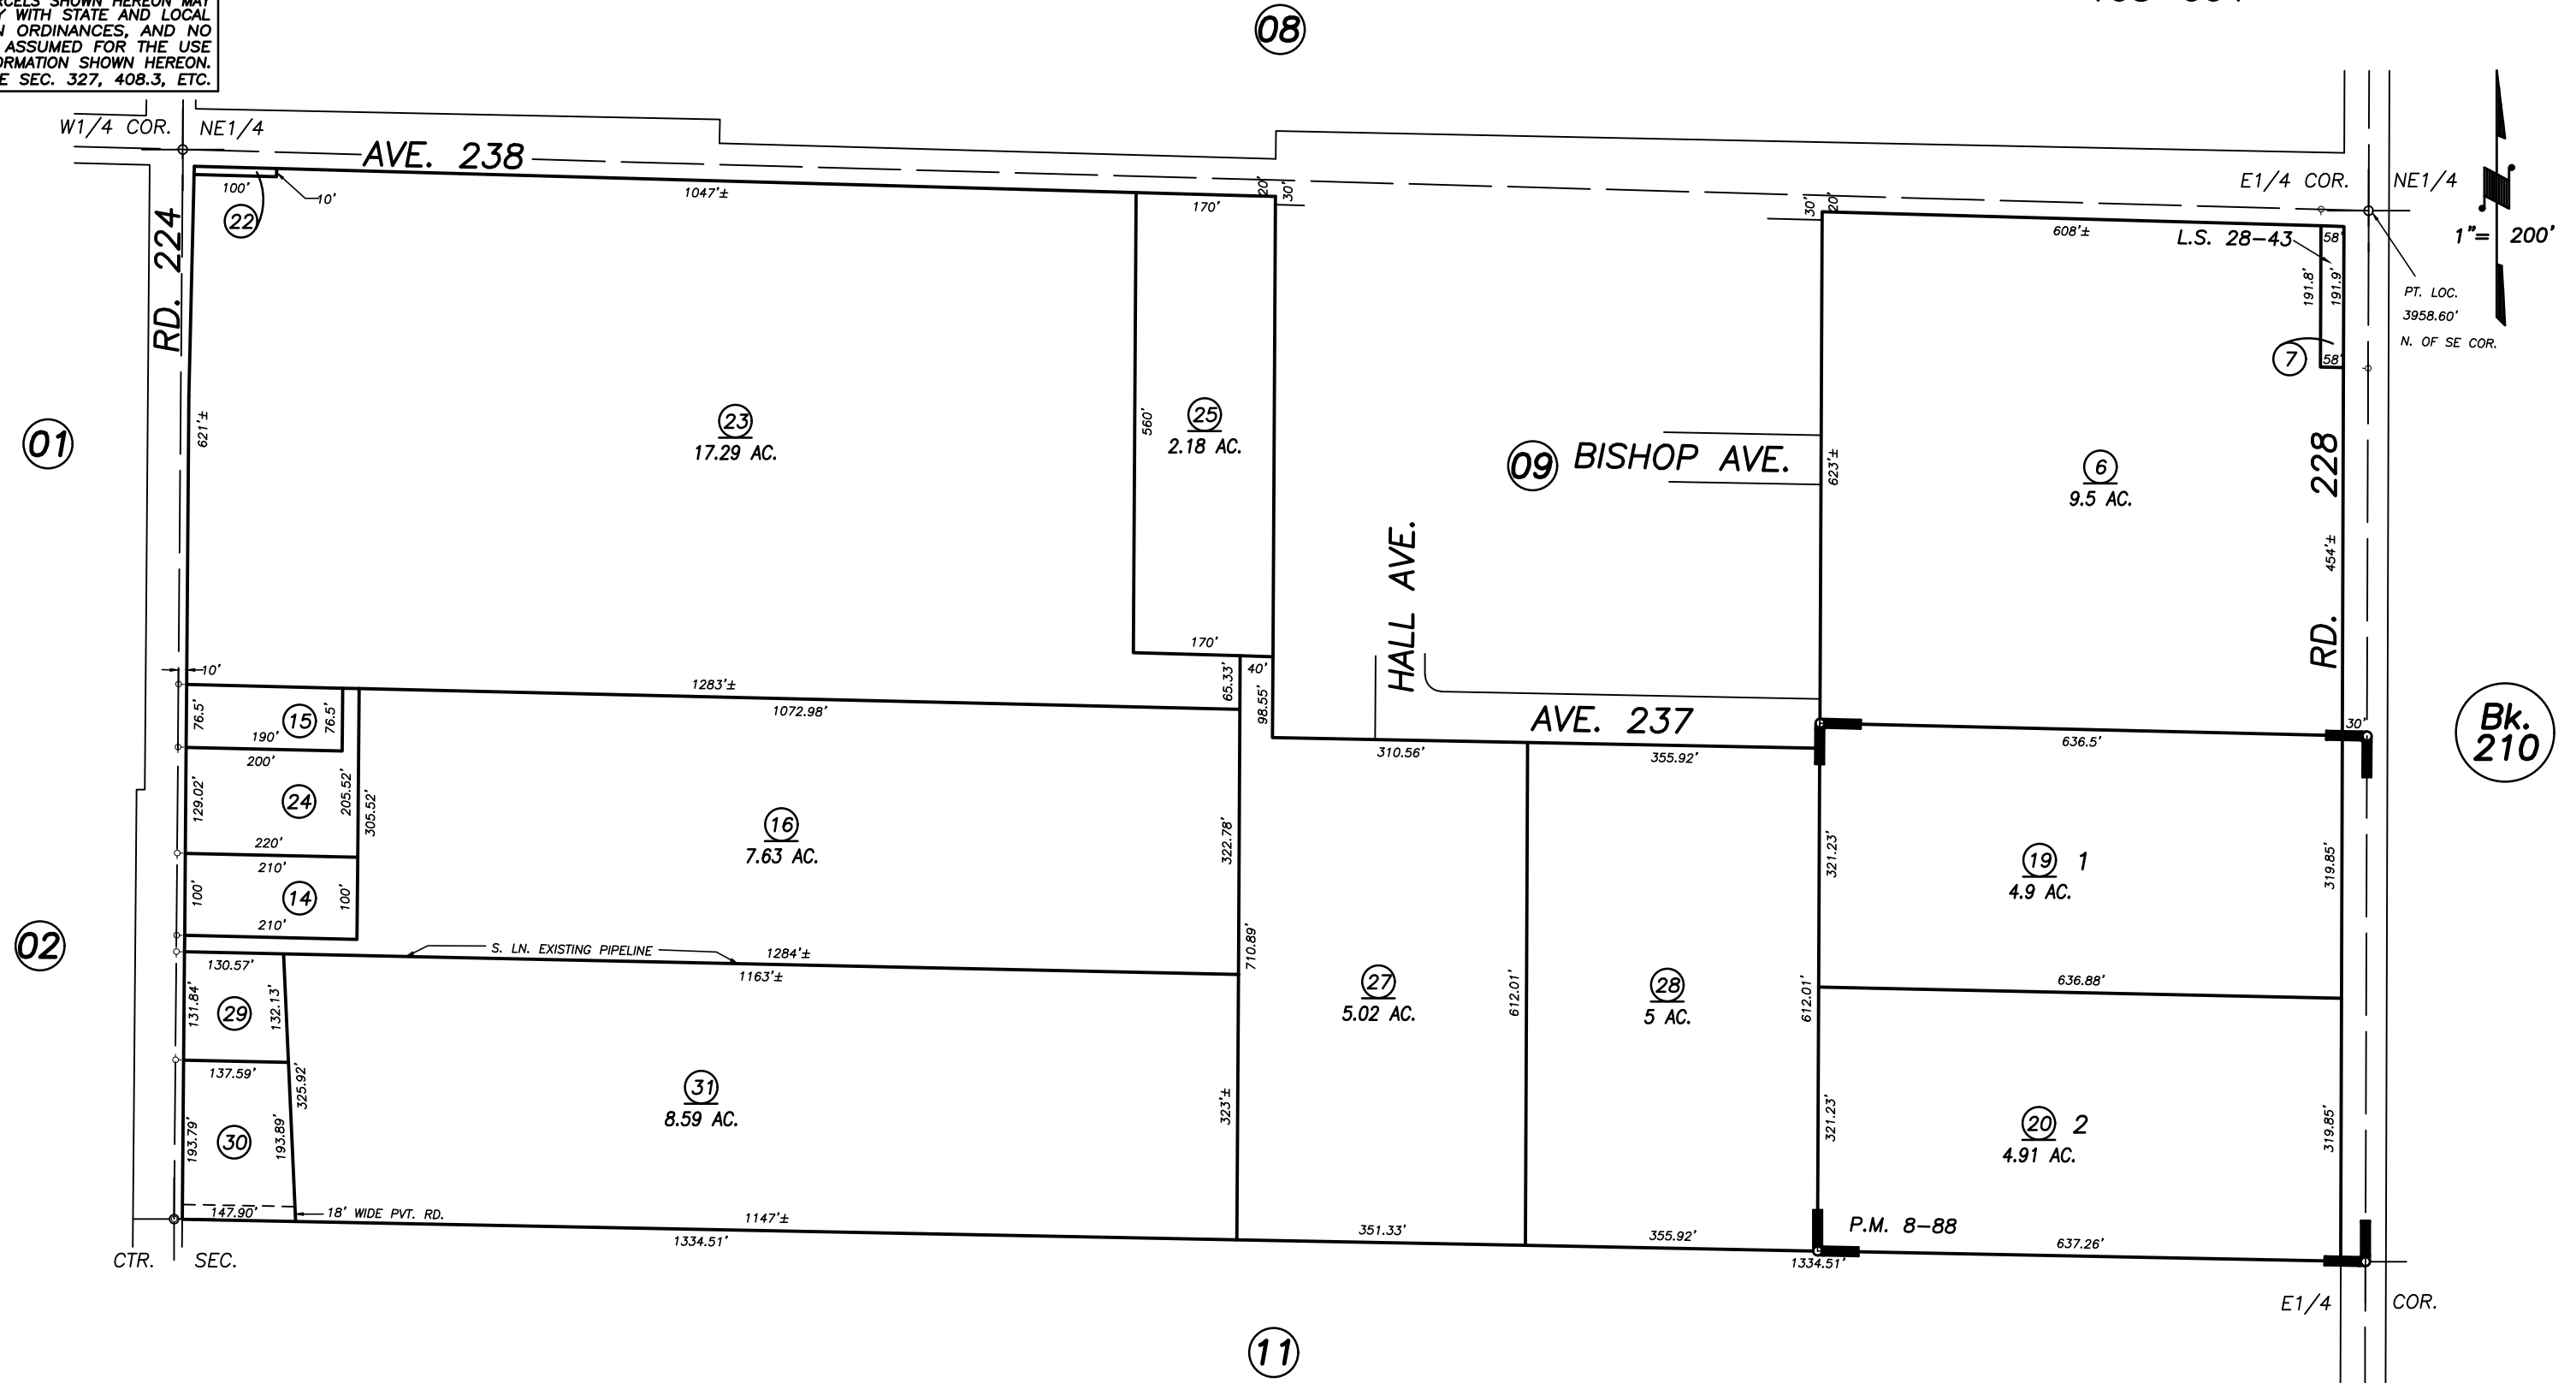 PARCELS SHOWN HEREON MAY
WITH STATE AND LOCAL
ORDINANCES, AND NO
ASSUMED FOR THE USE
SHOWN HEREON.
SEC. 327, 408.3, ETC.
08
W1/4 COR. NE1/4
AVE. 238
E1/4 COR. NE1/4
1"= 200'
PT. LOC.
3958.60'
N. OF SE COR.
RD. 224
100'
10'
22
1047'±
170'
20'
30'
30'
20'
608'±
L.S. 28-43
58'
191.8'
191.9'
7
58'
01
621'±
23
17.29 AC.
560'
25
2.18 AC.
09
BISHOP AVE.
623'±
6
9.5 AC.
RD. 228
454'±
HALL AVE.
170'
10'
1283'±
65.33'
40'
98.55'
1072.98'
76.5'
15
76.5'
190'
200'
AVE. 237
310.56'
355.92'
636.5'
30'
Bk.
210
129.02'
24
205.52'
305.52'
220'
210'
16
7.63 AC.
322.78'
321.23'
19 1
4.9 AC.
319.85'
100'
14
100'
210'
02
S. LN. EXISTING PIPELINE
1284'±
1163'±
710.89'
130.57'
131.84'
29
132.13'
137.59'
325.92'
27
5.02 AC.
612.01'
28
5 AC.
612.01'
636.88'
31
8.59 AC.
323'±
193.79'
30
193.89'
147.90'
18' WIDE PVT. RD.
321.23'
20 2
4.91 AC.
319.85'
1147'±
1334.51'
351.33'
355.92'
P.M. 8-88
637.26'
1334.51'
CTR. SEC.
E1/4 COR.
11